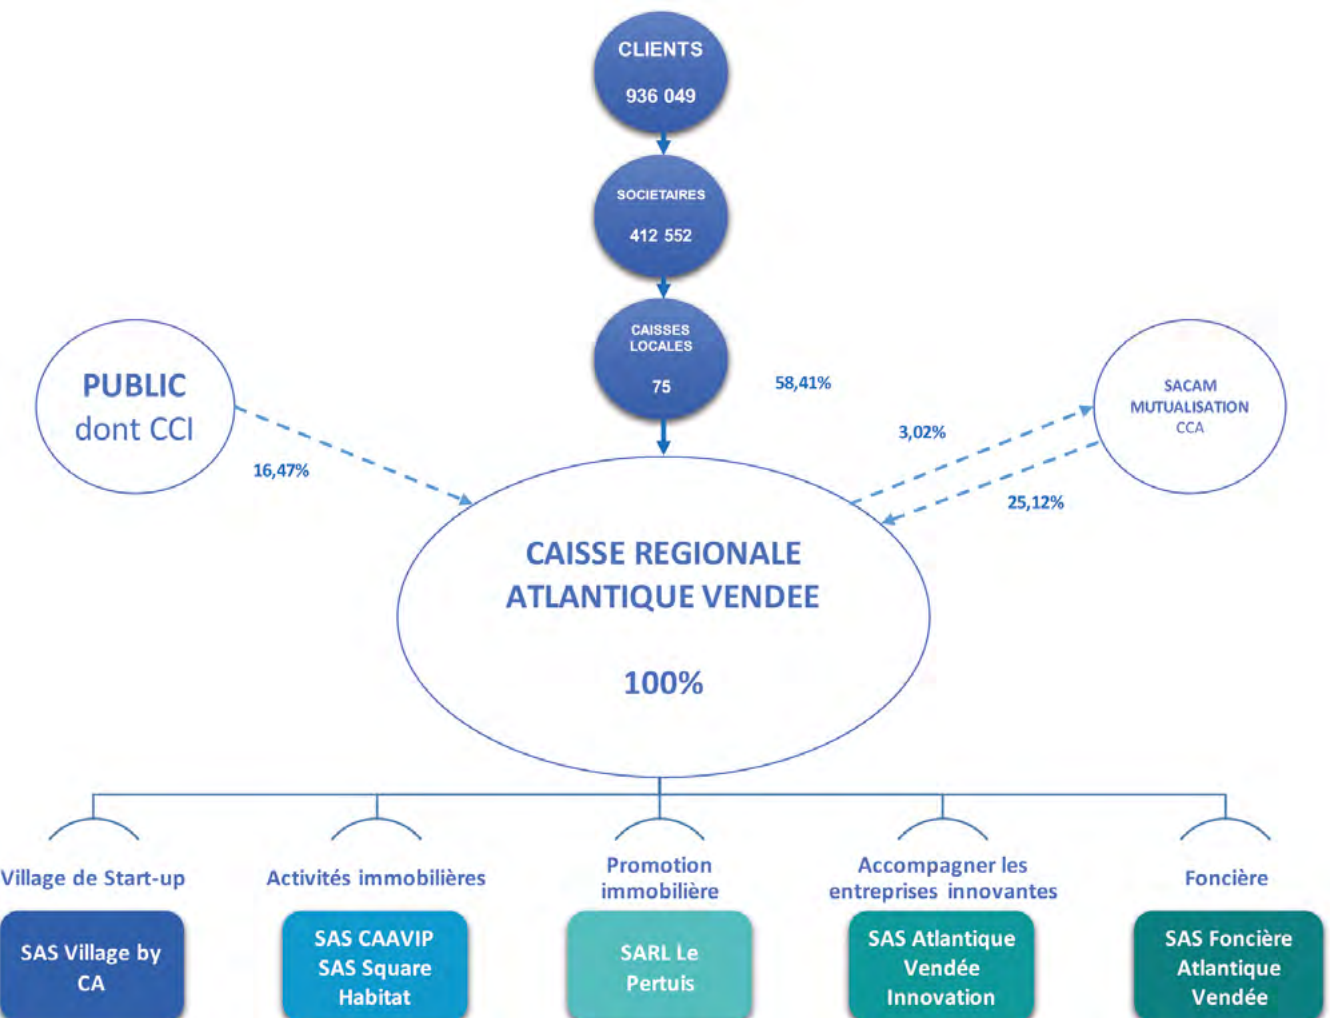 CLIENTS
936 049
SOCIETAIRES
412 552
CAISSES
LOCALES
75
58,41%
PUBLIC
dont CCI
16,47%
3,02%
25,12%
SACAM
MUTUALISATION
CCA
CAISSE REGIONALE
ATLANTIQUE VENDEE
100%
Village de Start-up
SAS Village by
CA
Activités immobilières
SAS CAAVIP
SAS Square
Habitat
Promotion
immobilière
SARL Le
Pertuis
Accompagner les
entreprises innovantes
SAS Atlantique
Vendée
Innovation
Foncière
SAS Foncière
Atlantique
Vendée